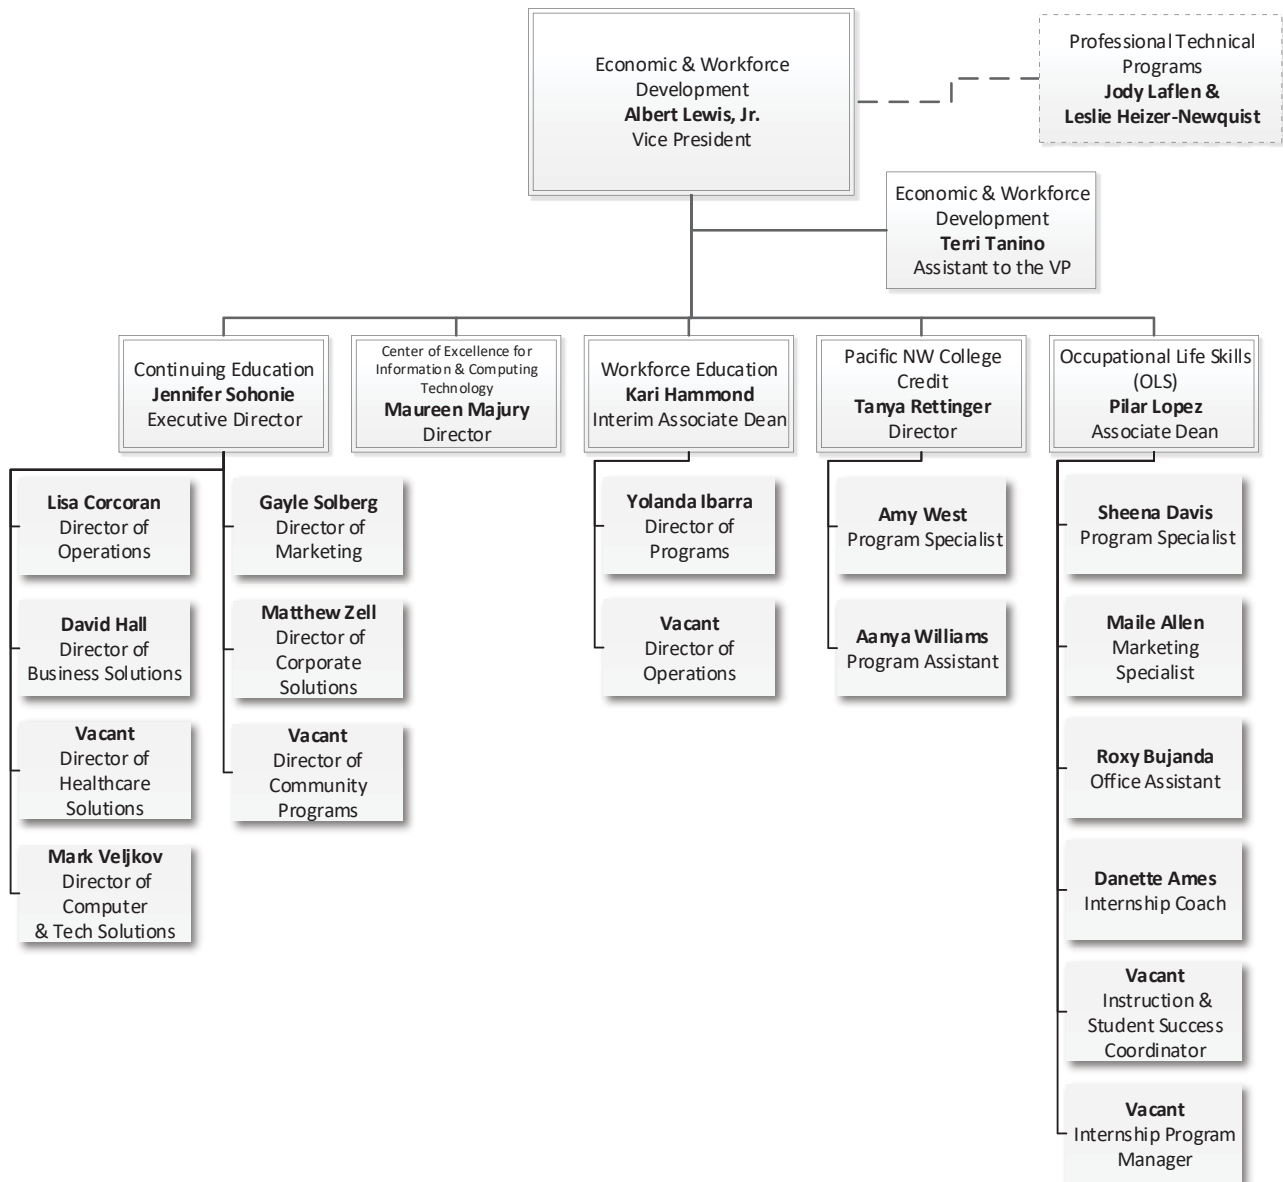 Economic & Workforce
Development
Albert Lewis, Jr.
Vice President
Professional Technical
Programs
Jody Laflen &
Leslie Heizer-Newquist
Economic & Workforce
Development
Terri Tanino
Assistant to the VP
Continuing Education
Jennifer Sohonie
Executive Director
Center of Excellence for
Information & Computing
Technology
Maureen Majury
Director
Workforce Education
Kari Hammond
Interim Associate Dean
Pacific NW College
Credit
Tanya Rettinger
Director
Occupational Life Skills
(OLS)
Pilar Lopez
Associate Dean
Lisa Corcoran
Director of
Operations
David Hall
Director of
Business Solutions
Vacant
Director of
Healthcare
Solutions
Mark Veljkov
Director of
Computer
& Tech Solutions
Gayle Solberg
Director of
Marketing
Matthew Zell
Director of
Corporate
Solutions
Vacant
Director of
Community
Programs
Yolanda Ibarra
Director of
Programs
Vacant
Director of
Operations
Amy West
Program Specialist
Aanya Williams
Program Assistant
Sheena Davis
Program Specialist
Maile Allen
Marketing
Specialist
Roxy Bujanda
Office Assistant
Danette Ames
Internship Coach
Vacant
Instruction &
Student Success
Coordinator
Vacant
Internship Program
Manager